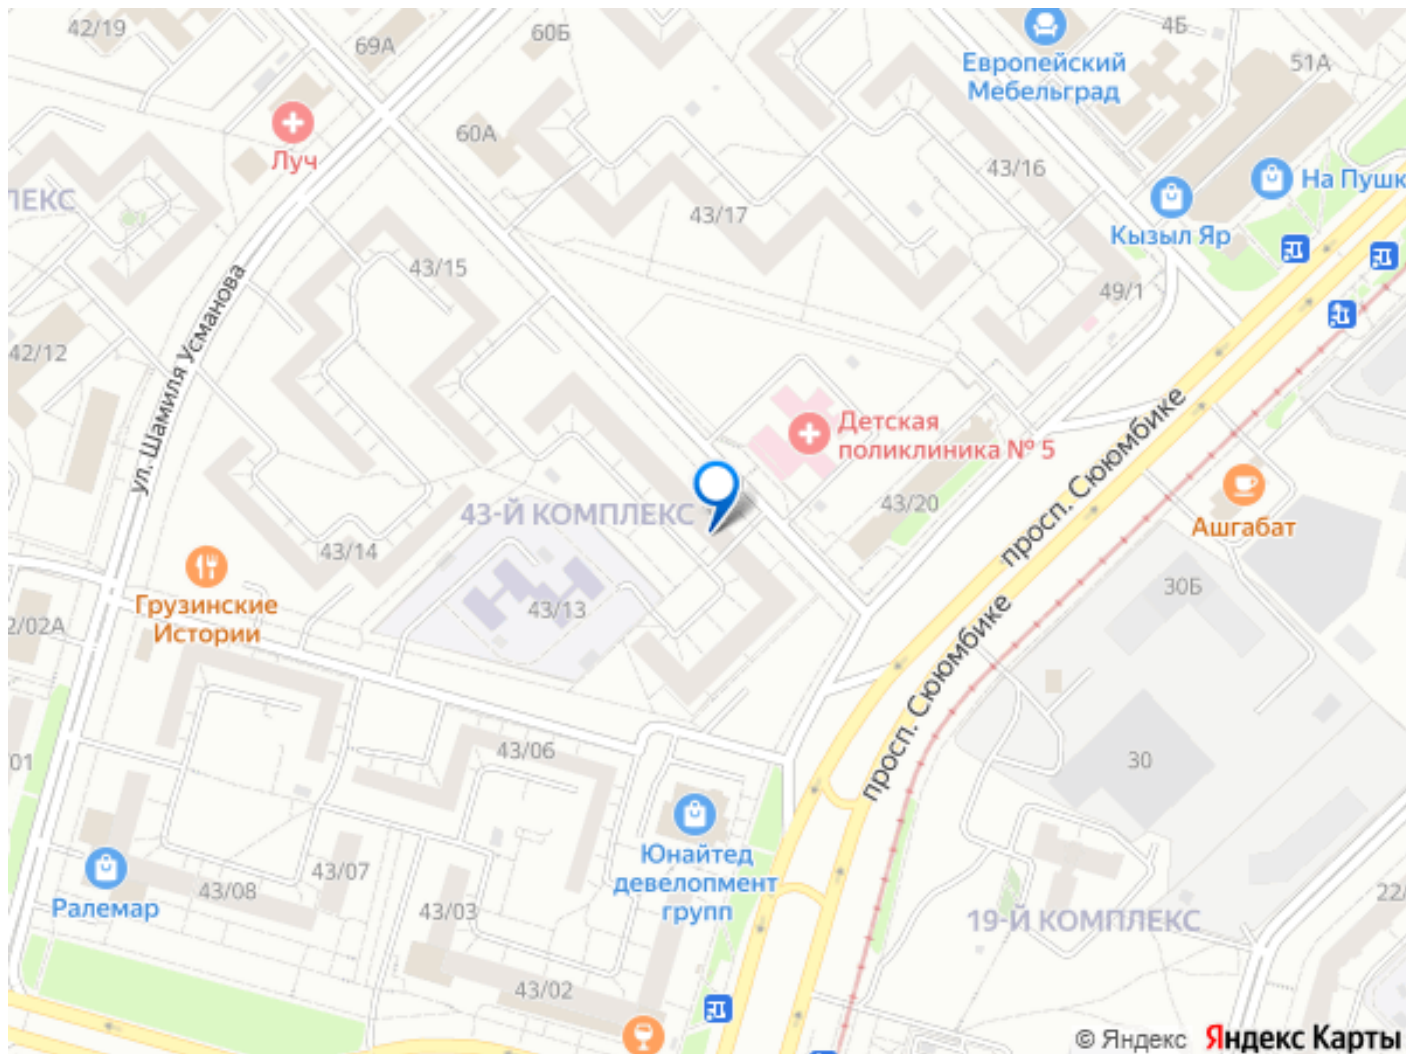 42/19
69А
60Б
Европейский
Мебельград
4Б
51А
Луч
60А
43/16
На Пушк
ЛЕКС
43/17
Кызыл Яр
43/15
49/1
ул. Шамиля Усманова
42/12
Детская
поликлиника № 5
просп. Сююмбике
43-Й КОМПЛЕКС
43/20
Ашгабат
43/14
30Б
Грузинские
Истории
43/13
2/02А
просп. Сююмбике
01
43/06
30
Юнайтед
девелопмент
групп
43/07
43/08
Ралемар
43/03
22/
19-Й КОМПЛЕКС
43/02
© Яндекс Яндекс Карты